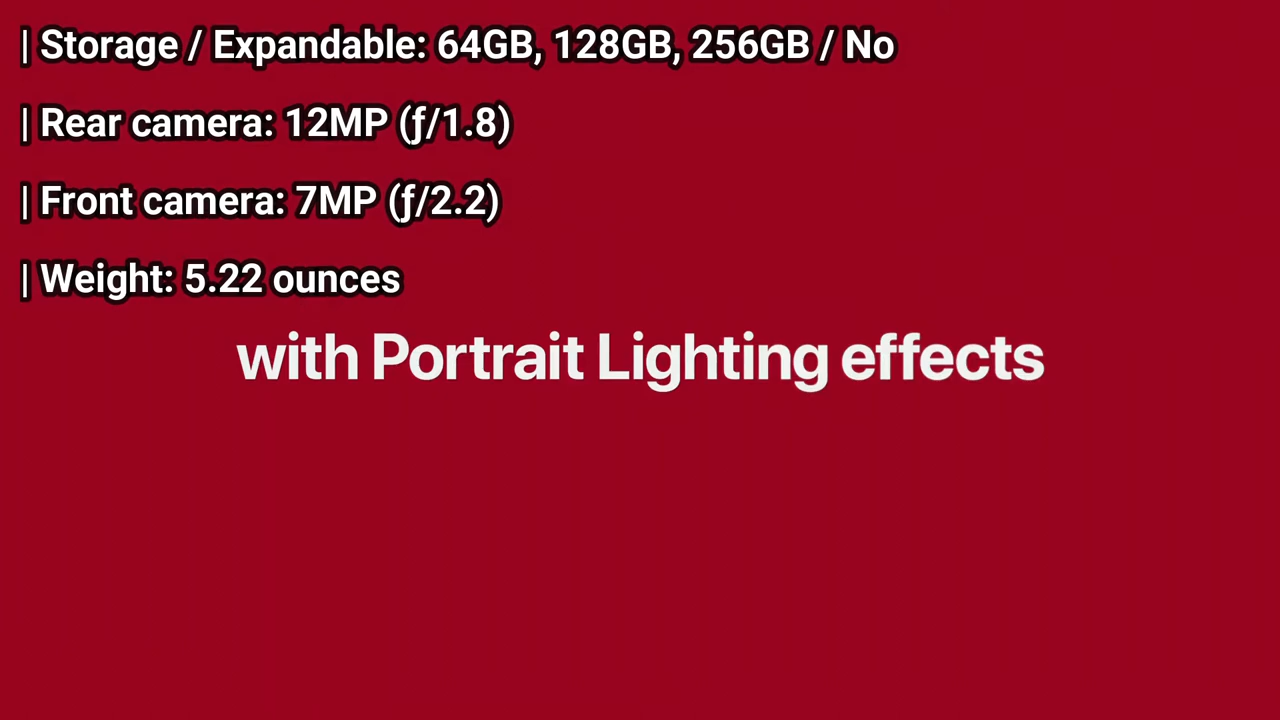 | Storage / Expandable: 64GB, 128GB, 256GB / No
| Rear camera: 12MP (ƒ/1.8)
| Front camera: 7MP (ƒ/2.2)
| Weight: 5.22 ounces
with Portrait Lighting effects